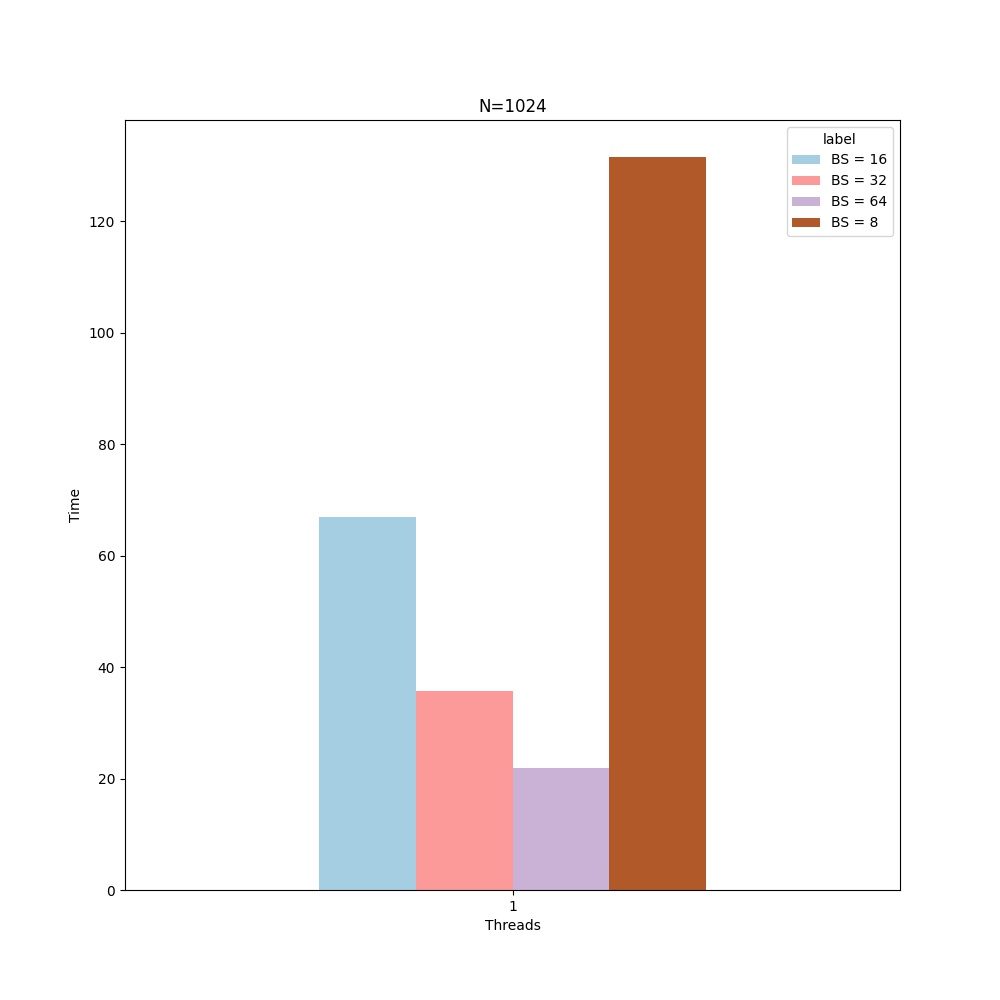 N=1024
label
BS = 16
BS = 32
BS = 64
BS = 8
120
100
80
60
40
20
0
Time
1
Threads